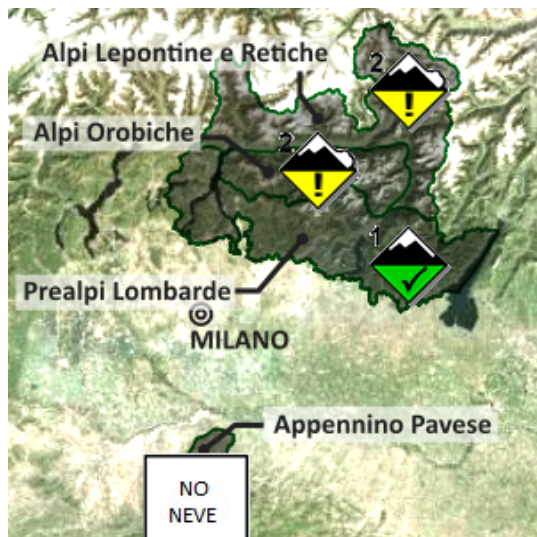 2
Alpi Lepontine e Retiche
!
Alpi Orobiche
2
!
1
Prealpi Lombarde
MILANO
Appennino Pavese
NO
NEVE